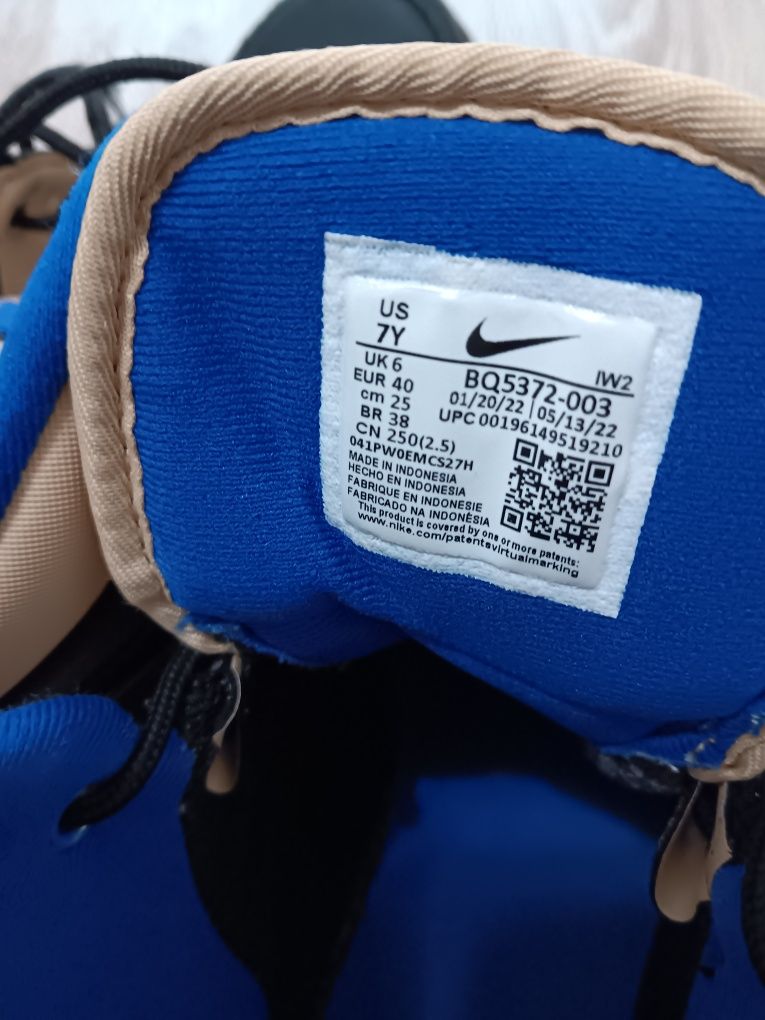 US
7Y
UK 6
EUR 40
cm 25
BR 38
CN 250(2.5)
IW2
BQ5372-003
01/20/22 | 05/13/22
UPC 00196149519210
041PW0EMCS27H
MADE IN INDONESIA
HECHO EN INDONESIA
FABRIQUE EN INDONESIE
FABRICADO NA INDONÉSIA
This product is covered by one or more patents:
www.nike.com/patentsvirtualmarking